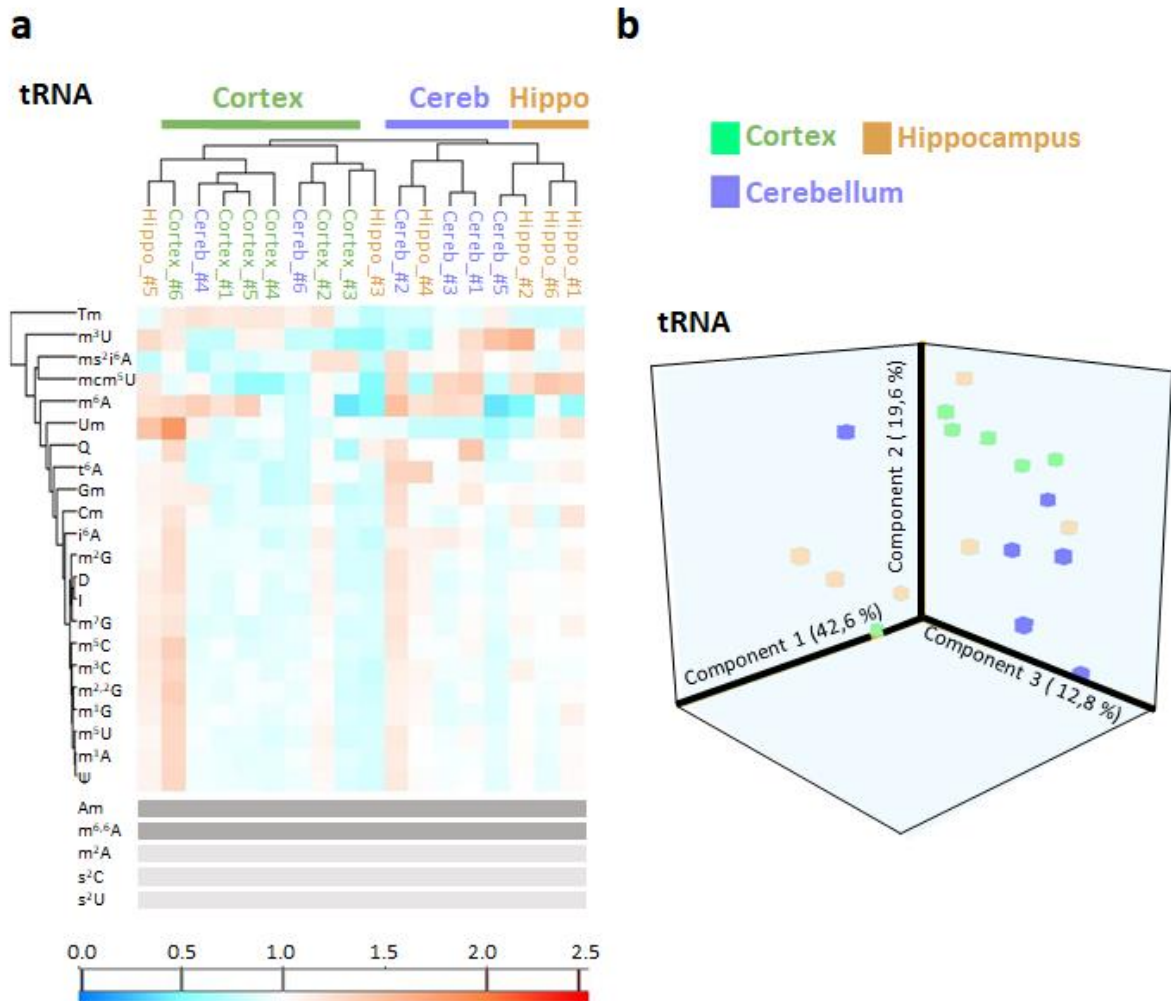 a
b
tRNA
Cortex
Cereb
Hippo
Cortex
Hippocampus
Cerebellum
Hippo_#5
Cortex_#6
Cereb_#4
Cortex_#1
Cortex_#5
Cortex_#4
Cereb_#6
Cortex_#2
Cortex_#3
Hippo_#3
Cereb_#2
Hippo_#4
Cereb_#3
Cereb_#1
Cereb_#5
Hippo_#2
Hippo_#6
Hippo_#1
Tm
m³U
ms²i⁶A
mcm⁵U
m⁶A
Um
Q
t⁶A
Gm
Cm
i⁶A
m²G
D
I
m⁷G
m⁵C
m³C
m²,²G
m¹G
m⁵U
m¹A
Ψ
Am
m⁶,⁶A
m²A
s²C
s²U
0.0 0.5 1.0 1.5 2.0 2.5
tRNA
Component 2 ( 19,6 %)
Component 1 (42,6 %)
Component 3 ( 12,8 %)